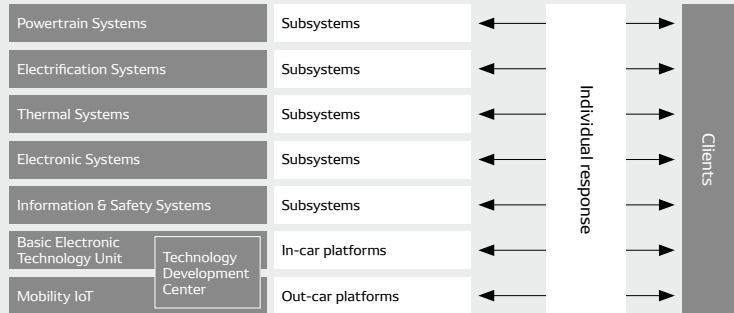 Powertrain Systems
Subsystems
Electrification Systems
Subsystems
Thermal Systems
Subsystems
Electronic Systems
Subsystems
Information & Safety Systems
Subsystems
Basic Electronic
Technology Unit
In-car platforms
Mobility IoT
Out-car platforms
Technology
Development
Center
Individual response
Clients